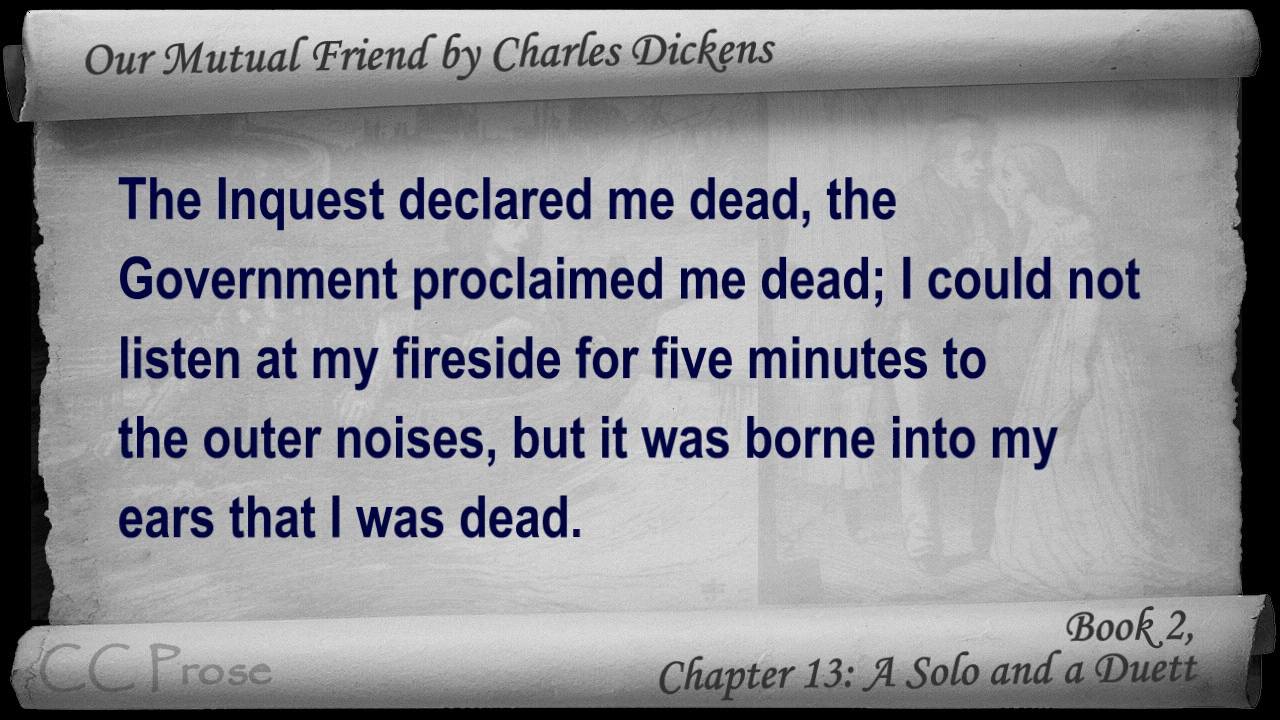 Our Mutual Friend by Charles Dickens
The Inquest declared me dead, the
Government proclaimed me dead; I could not
listen at my fireside for five minutes to
the outer noises, but it was borne into my
ears that I was dead.
Book 2,
Chapter 13: A Solo and a Duett
CC Prose